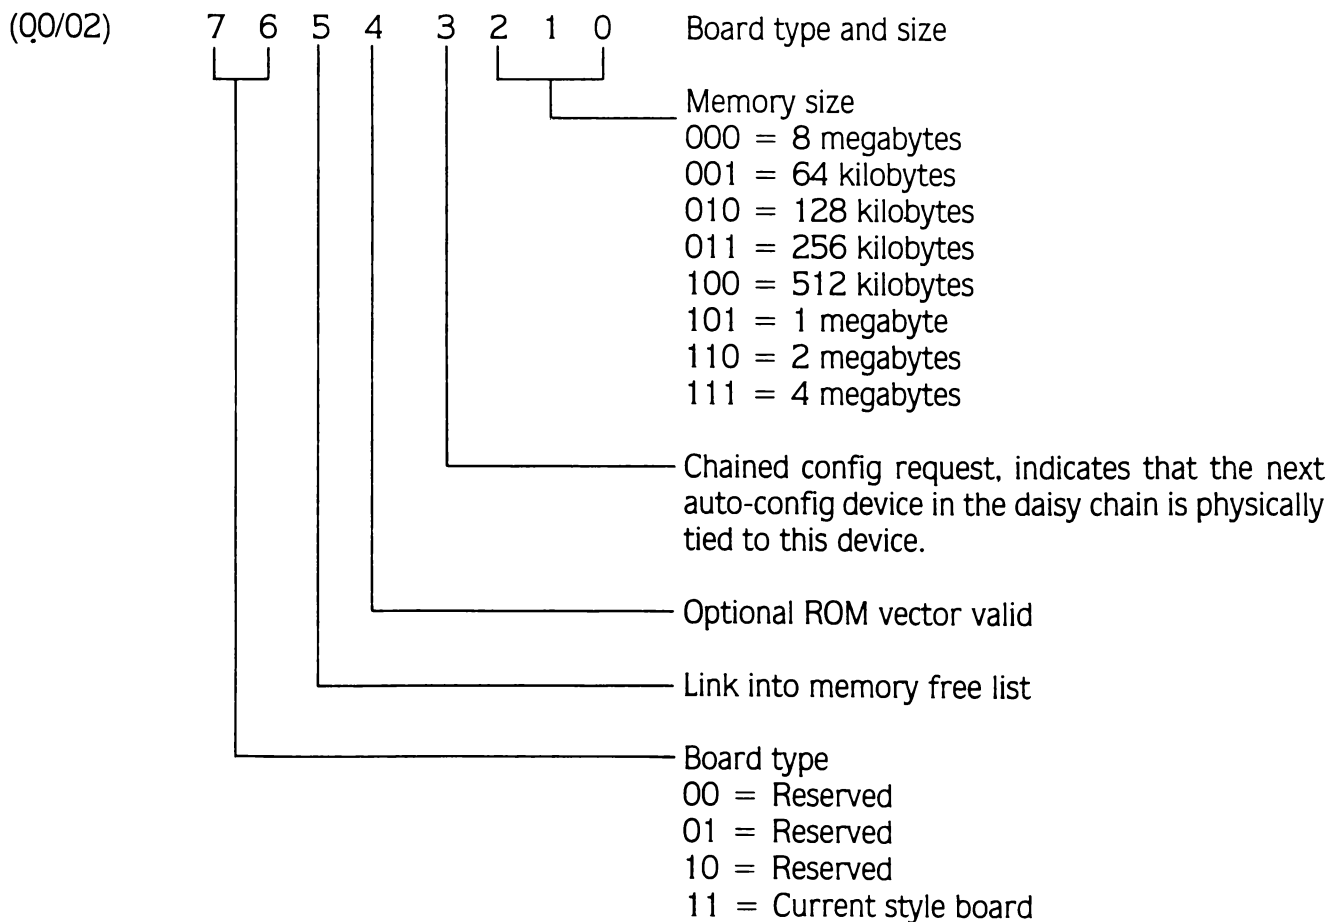 (00/02) 7 6 5 4 3 2 1 0 Board type and size
Memory size
000 = 8 megabytes
001 = 64 kilobytes
010 = 128 kilobytes
011 = 256 kilobytes
100 = 512 kilobytes
101 = 1 megabyte
110 = 2 megabytes
111 = 4 megabytes
Chained config request, indicates that the next
auto-config device in the daisy chain is physically
tied to this device.
Optional ROM vector valid
Link into memory free list
Board type
00 = Reserved
01 = Reserved
10 = Reserved
11 = Current style board